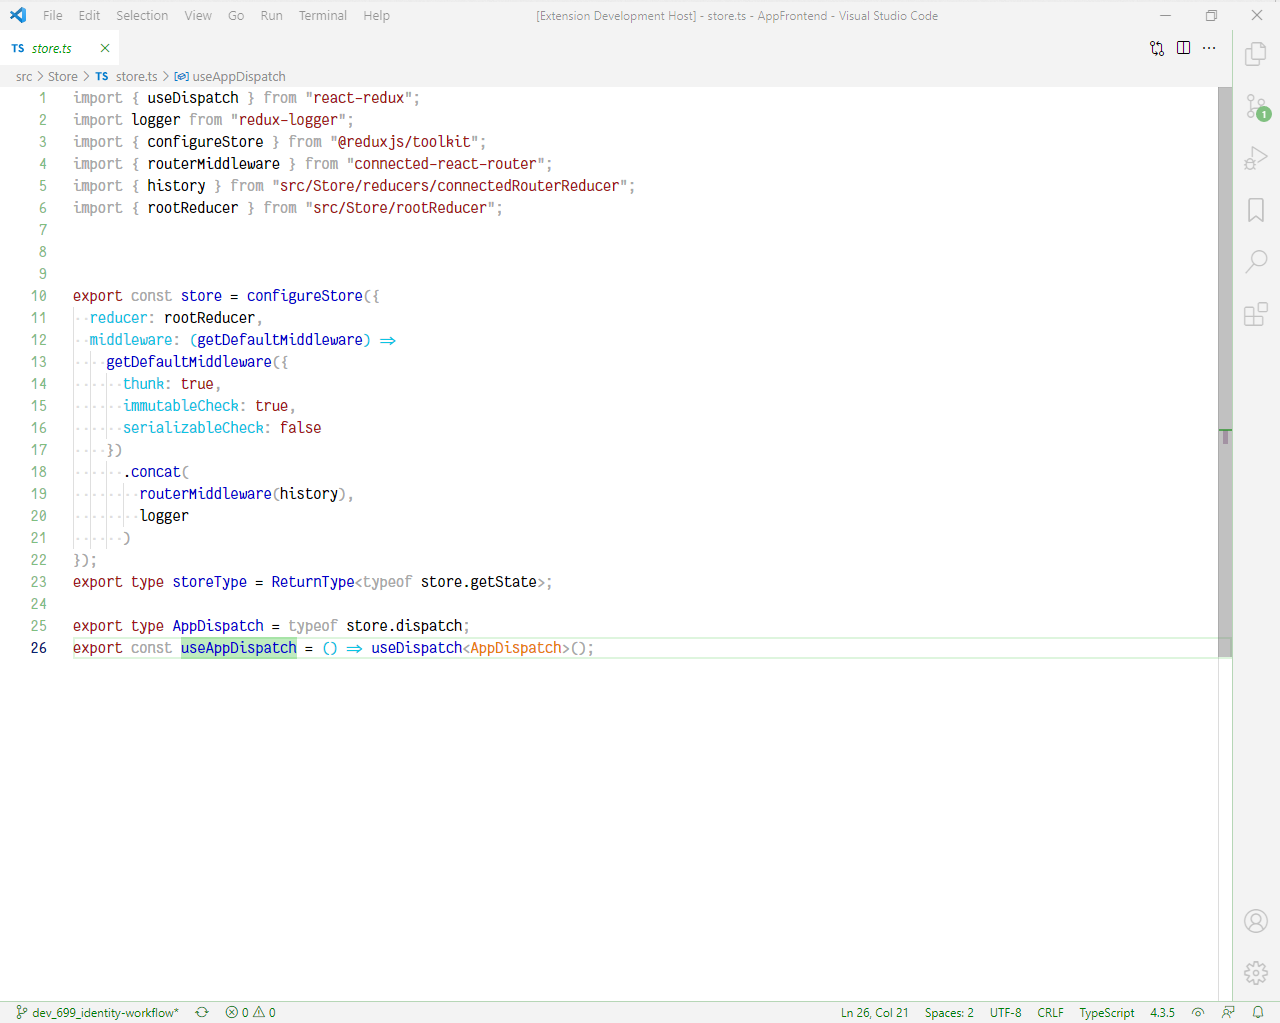 File Edit Selection View Go Run Terminal Help [Extension Development Host] - store.ts - AppFrontend - Visual Studio Code
TS store.ts
src > Store > TS store.ts > useAppDispatch
1 import { useDispatch } from "react-redux";
2 import logger from "redux-logger";
3 import { configureStore } from "@reduxjs/toolkit";
4 import { routerMiddleware } from "connected-react-router";
5 import { history } from "src/Store/reducers/connectedRouterReducer";
6 import { rootReducer } from "src/Store/rootReducer";
7
8
9
10 export const store = configureStore({
11 reducer: rootReducer,
12 middleware: (getDefaultMiddleware) =>
13 getDefaultMiddleware({
14 thunk: true,
15 immutableCheck: true,
16 serializableCheck: false
17 })
18 .concat(
19 routerMiddleware(history),
20 logger
21 )
22 });
23 export type storeType = ReturnType<typeof store.getState>;
24
25 export type AppDispatch = typeof store.dispatch;
26 export const useAppDispatch = () => useDispatch<AppDispatch>();
1
dev_699_identity-workflow* 0 0 Ln 26, Col 21 Spaces: 2 UTF-8 CRLF TypeScript 4.3.5